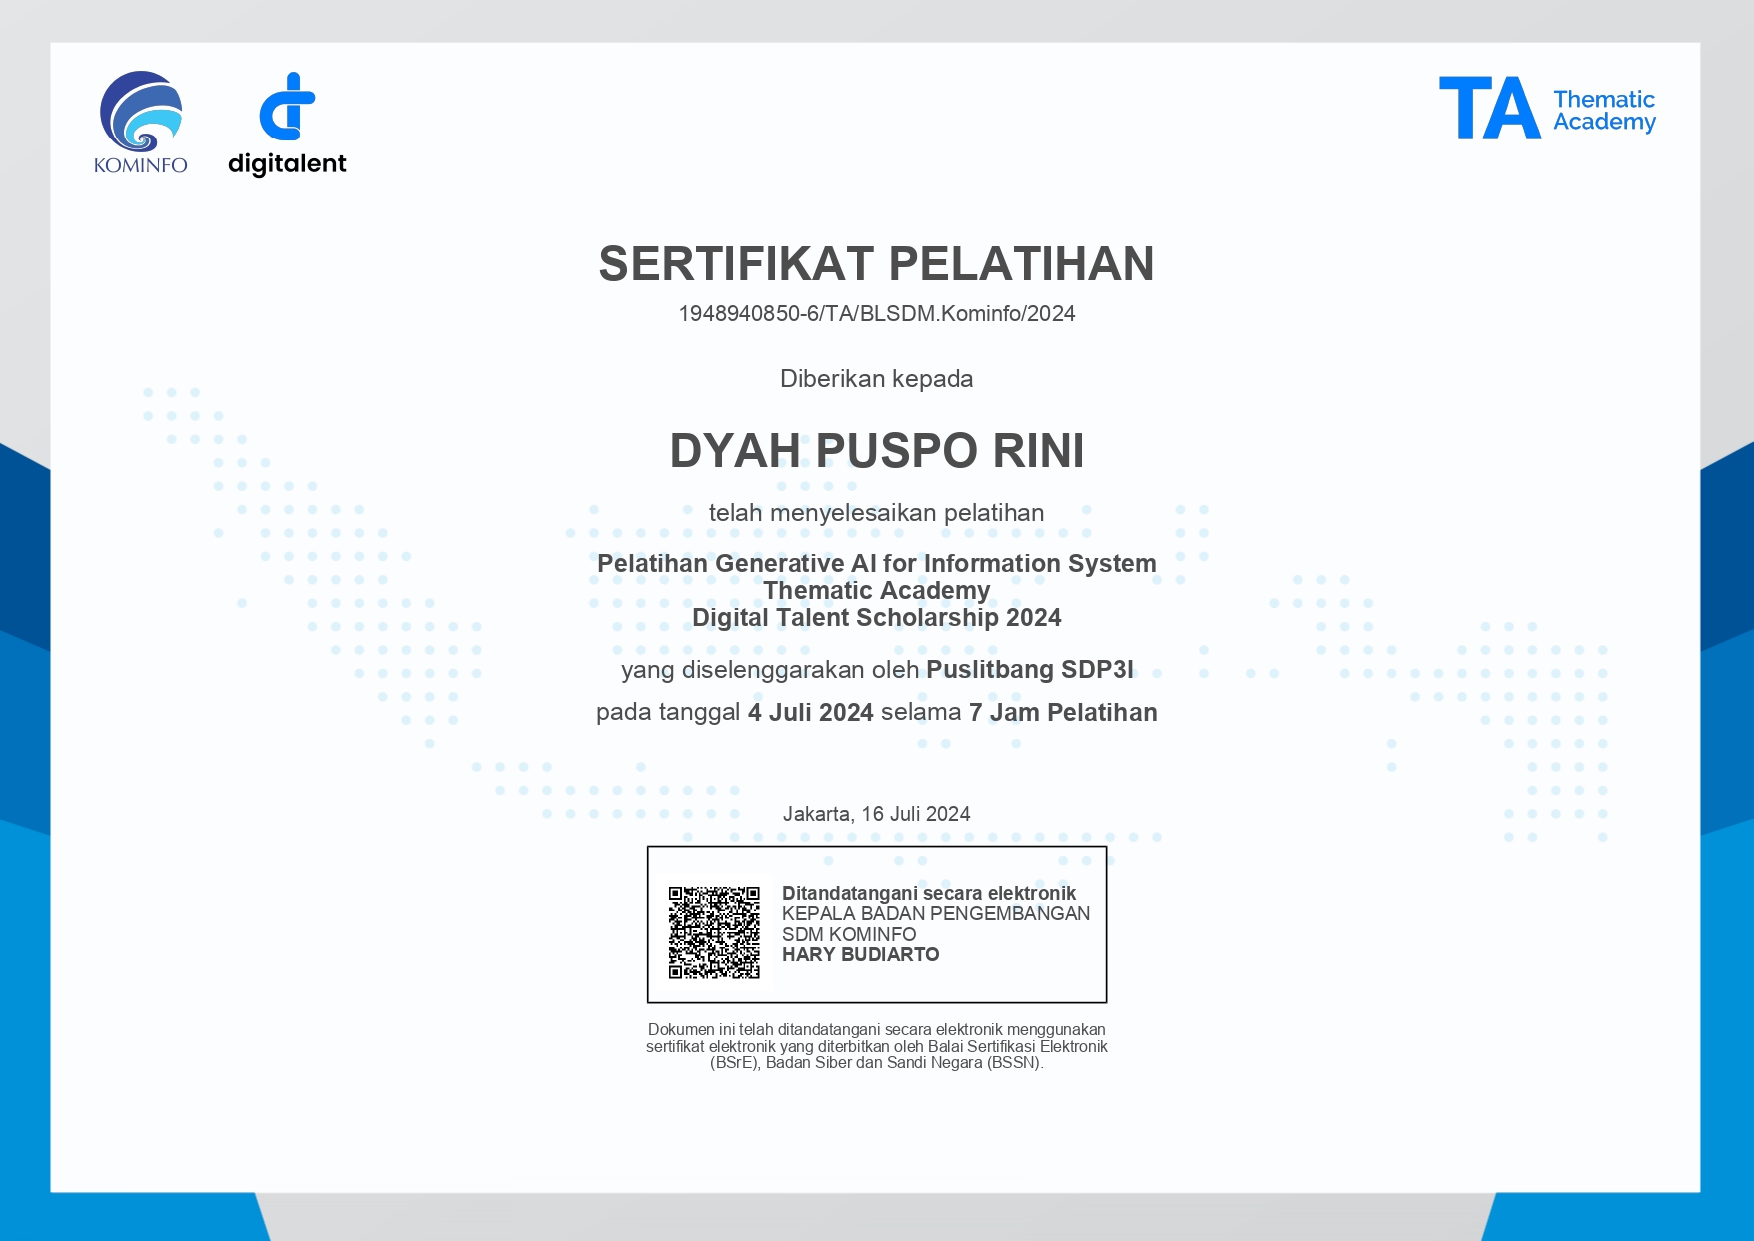 KOMINFO
digitalent
TA Thematic
Academy
SERTIFIKAT PELATIHAN
1948940850-6/TA/BLSDM.Kominfo/2024
Diberikan kepada
DYAH PUSPO RINI
telah menyelesaikan pelatihan
Pelatihan Generative AI for Information System
Thematic Academy
Digital Talent Scholarship 2024
yang diselenggarakan oleh Puslitbang SDP3I
pada tanggal 4 Juli 2024 selama 7 Jam Pelatihan
Jakarta, 16 Juli 2024
Ditandatangani secara elektronik
KEPALA BADAN PENGEMBANGAN
SDM KOMINFO
HARY BUDIARTO
Dokumen ini telah ditandatangani secara elektronik menggunakan
sertifikat elektronik yang diterbitkan oleh Balai Sertifikasi Elektronik
(BSrE), Badan Siber dan Sandi Negara (BSSN).